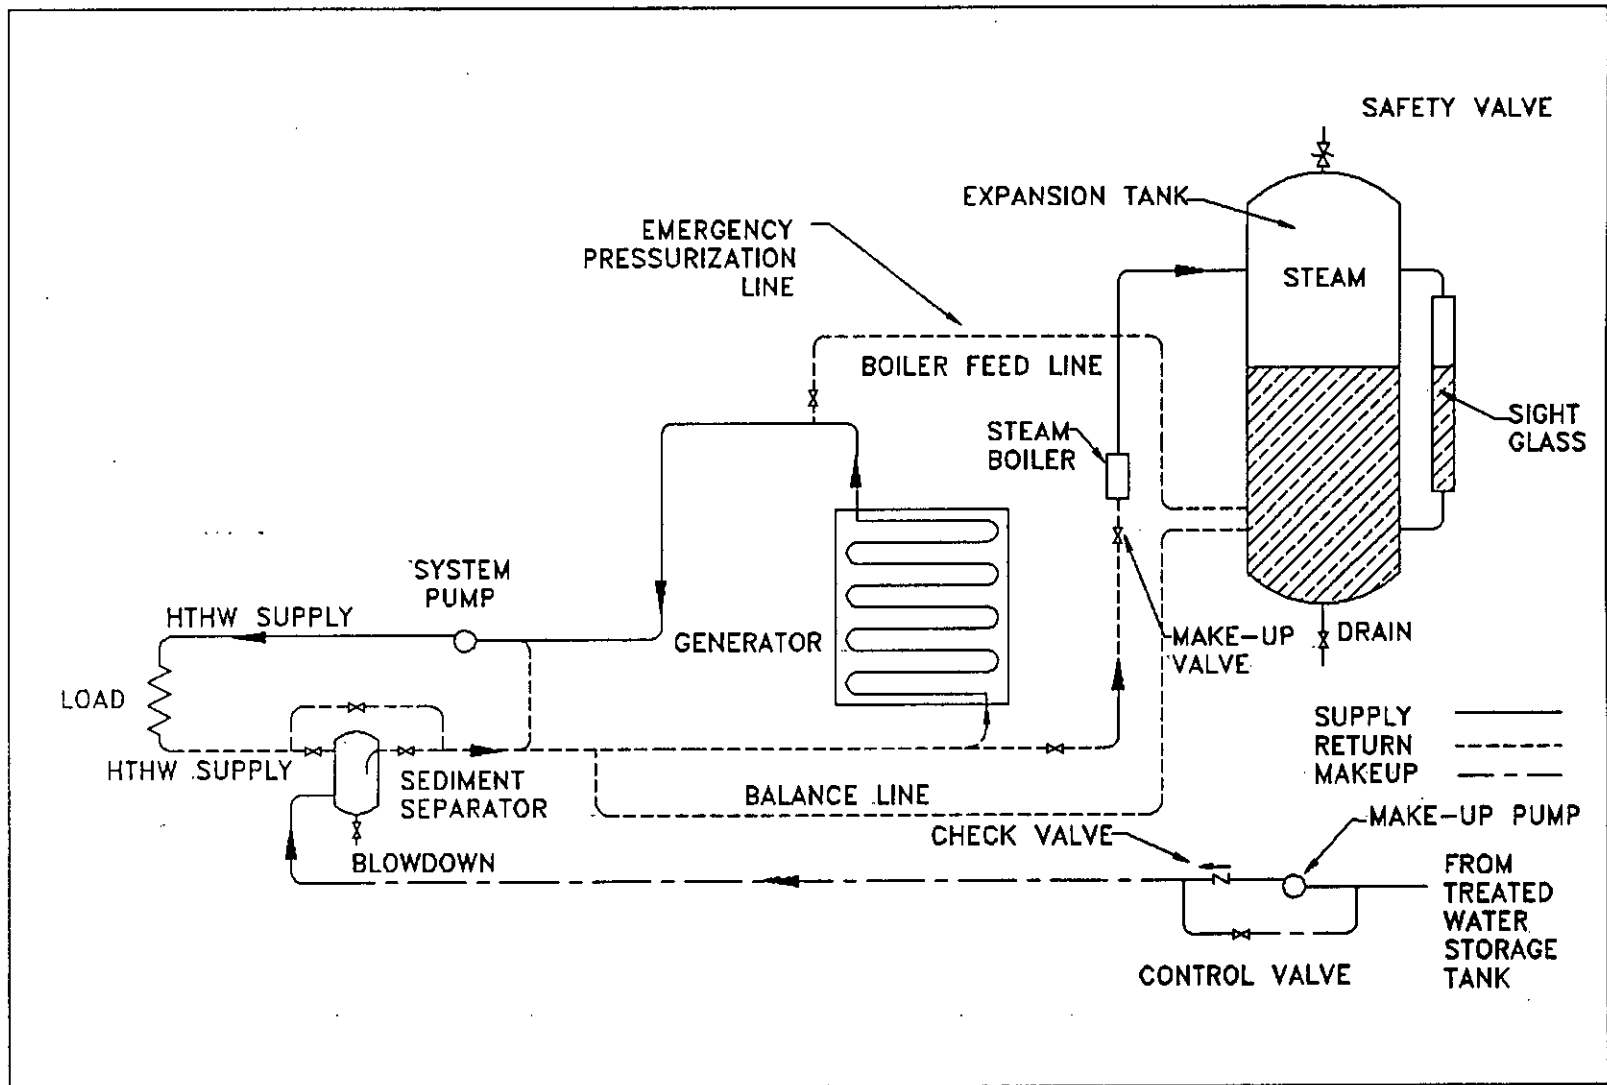 SAFETY VALVE
EXPANSION TANK
EMERGENCY
PRESSURIZATION
LINE
STEAM
BOILER FEED LINE
STEAM
BOILER
SIGHT
GLASS
SYSTEM
PUMP
HTHW SUPPLY
GENERATOR
MAKE-UP
VALVE
DRAIN
LOAD
HTHW SUPPLY
SEDIMENT
SEPARATOR
BALANCE LINE
SUPPLY
RETURN
MAKEUP
BLOWDOWN
CHECK VALVE
MAKE-UP PUMP
FROM
TREATED
WATER
STORAGE
TANK
CONTROL VALVE